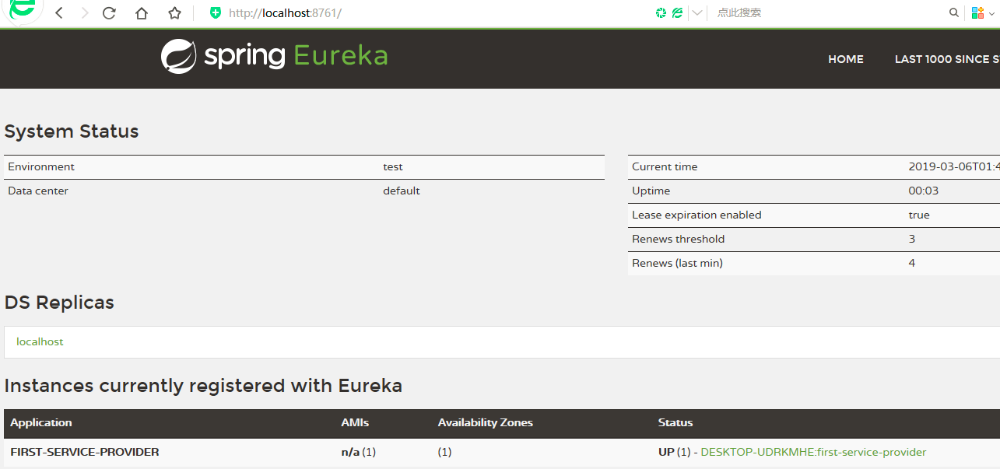 http://localhost:8761/
点此搜索
spring Eureka
HOME LAST 1000 SINCE S
System Status
Environment test
Data center default
Current time 2019-03-06T01:4
Uptime 00:03
Lease expiration enabled true
Renews threshold 3
Renews (last min) 4
DS Replicas
localhost
Instances currently registered with Eureka
Application AMIs Availability Zones Status
FIRST-SERVICE-PROVIDER n/a (1) (1) UP (1) - DESKTOP-UDRKMHE:first-service-provider